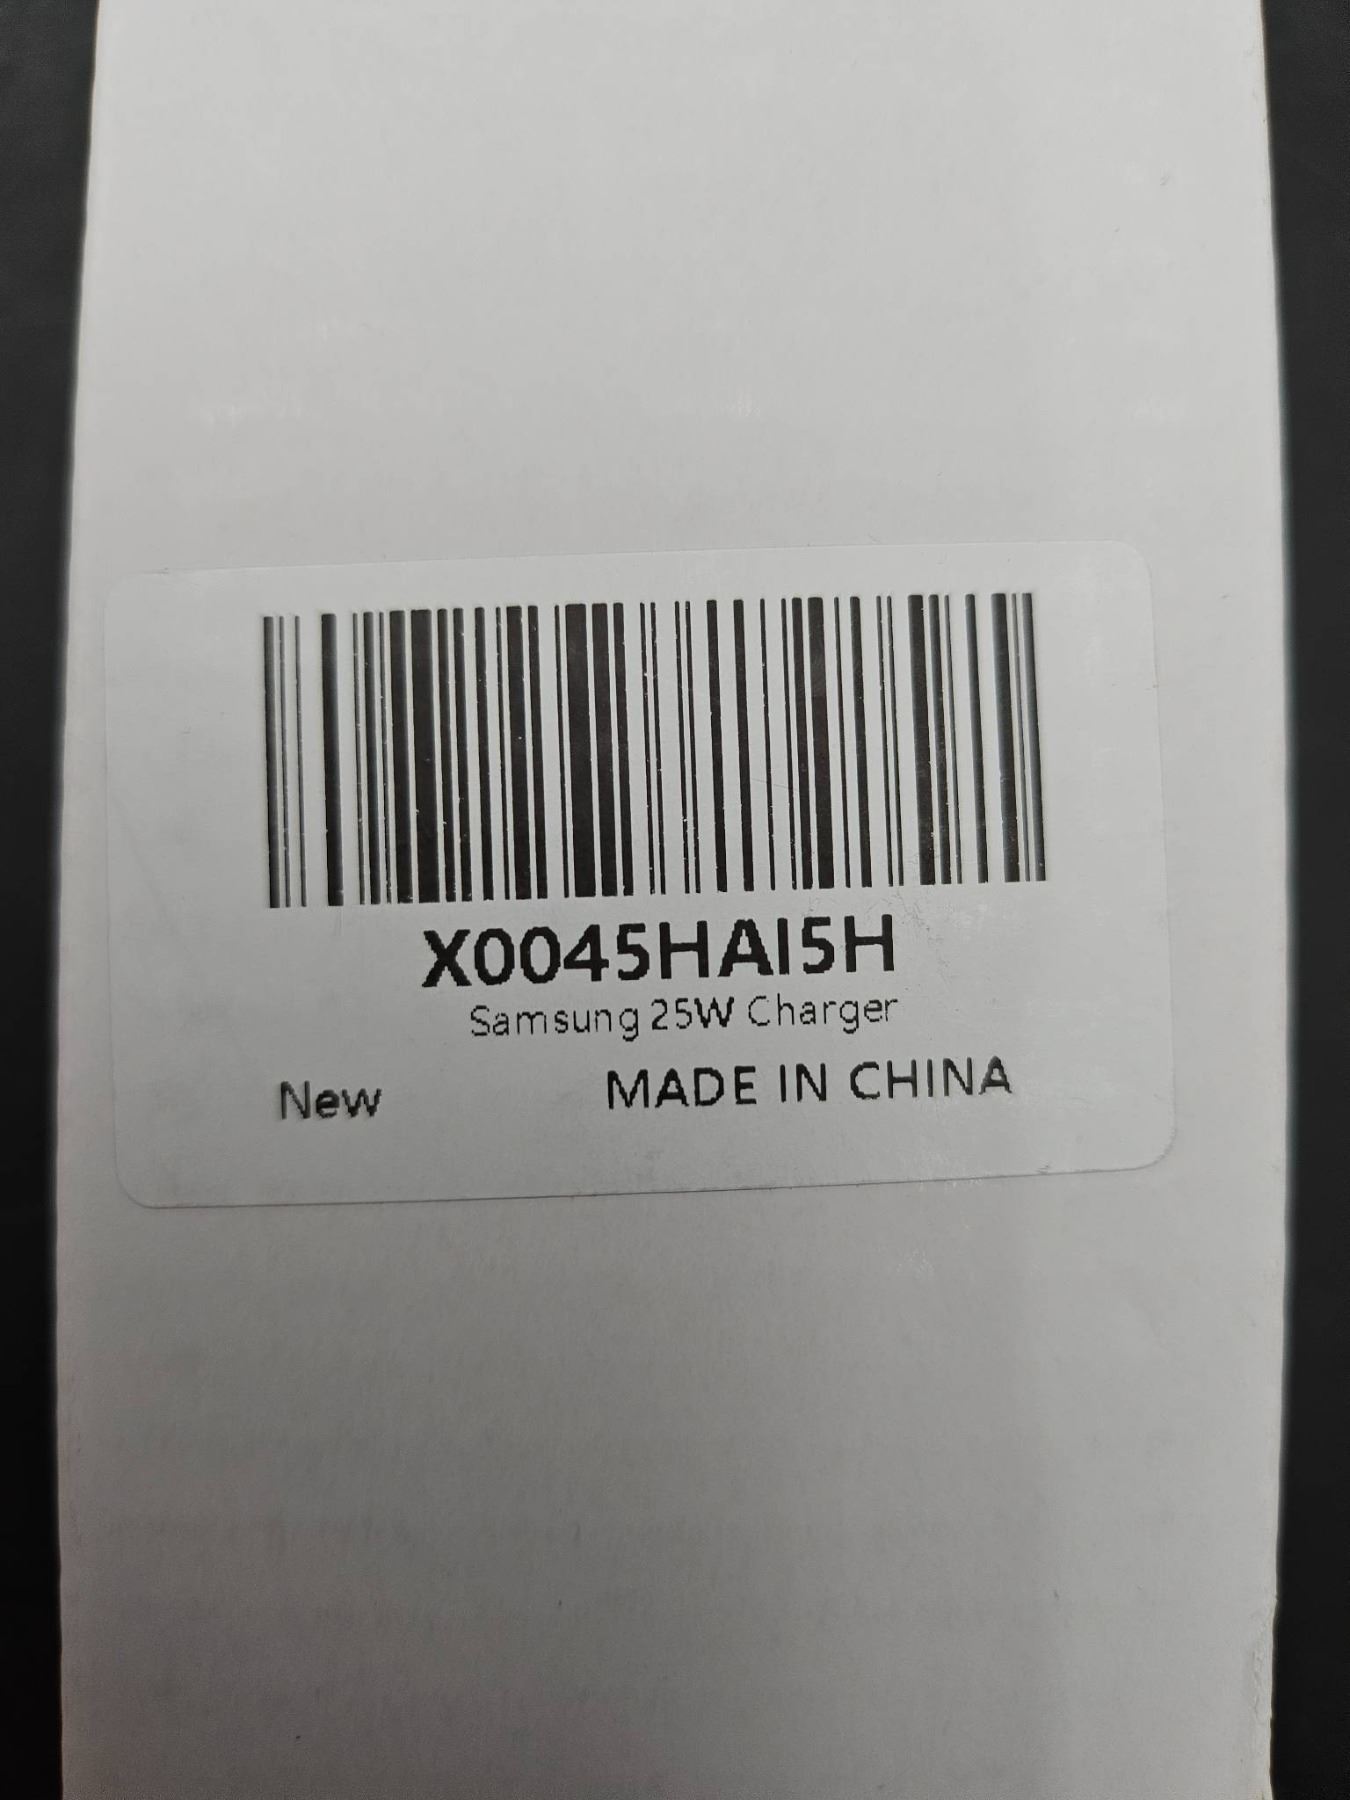 X0045HAI5H
Samsung 25W Charger
New MADE IN CHINA